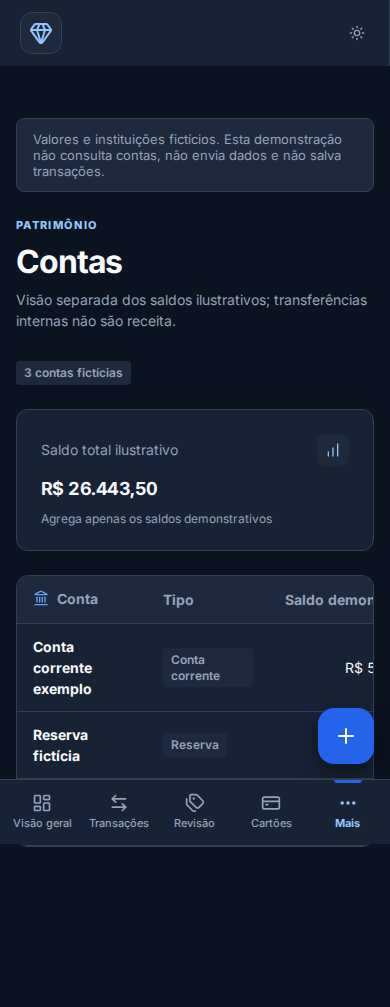 Valores e instituições fictícios. Esta demonstração
não consulta contas, não envia dados e não salva
transações.
PATRIMÔNIO
Contas
Visão separada dos saldos ilustrativos; transferências
internas não são receita.
3 contas fictícias
Saldo total ilustrativo
R$ 26.443,50
Agrega apenas os saldos demonstrativos
Conta Tipo Saldo demon
Conta
corrente
exemplo
Conta
corrente
R$ 5
Reserva
fictícia
Reserva
Visão geral Transações Revisão Cartões Mais